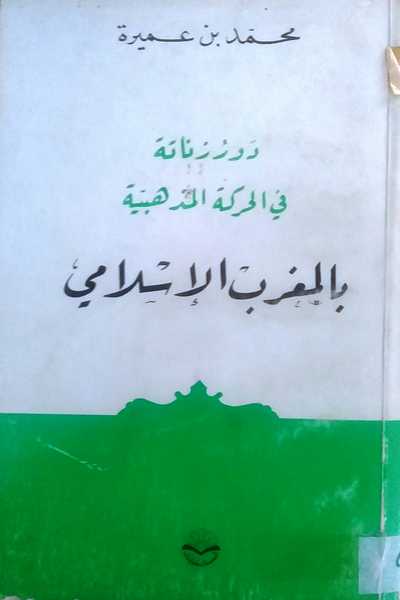 محمد بن عميرة
دور زناتة
في الحركة المذهبية
بالمغرب الإسلامي